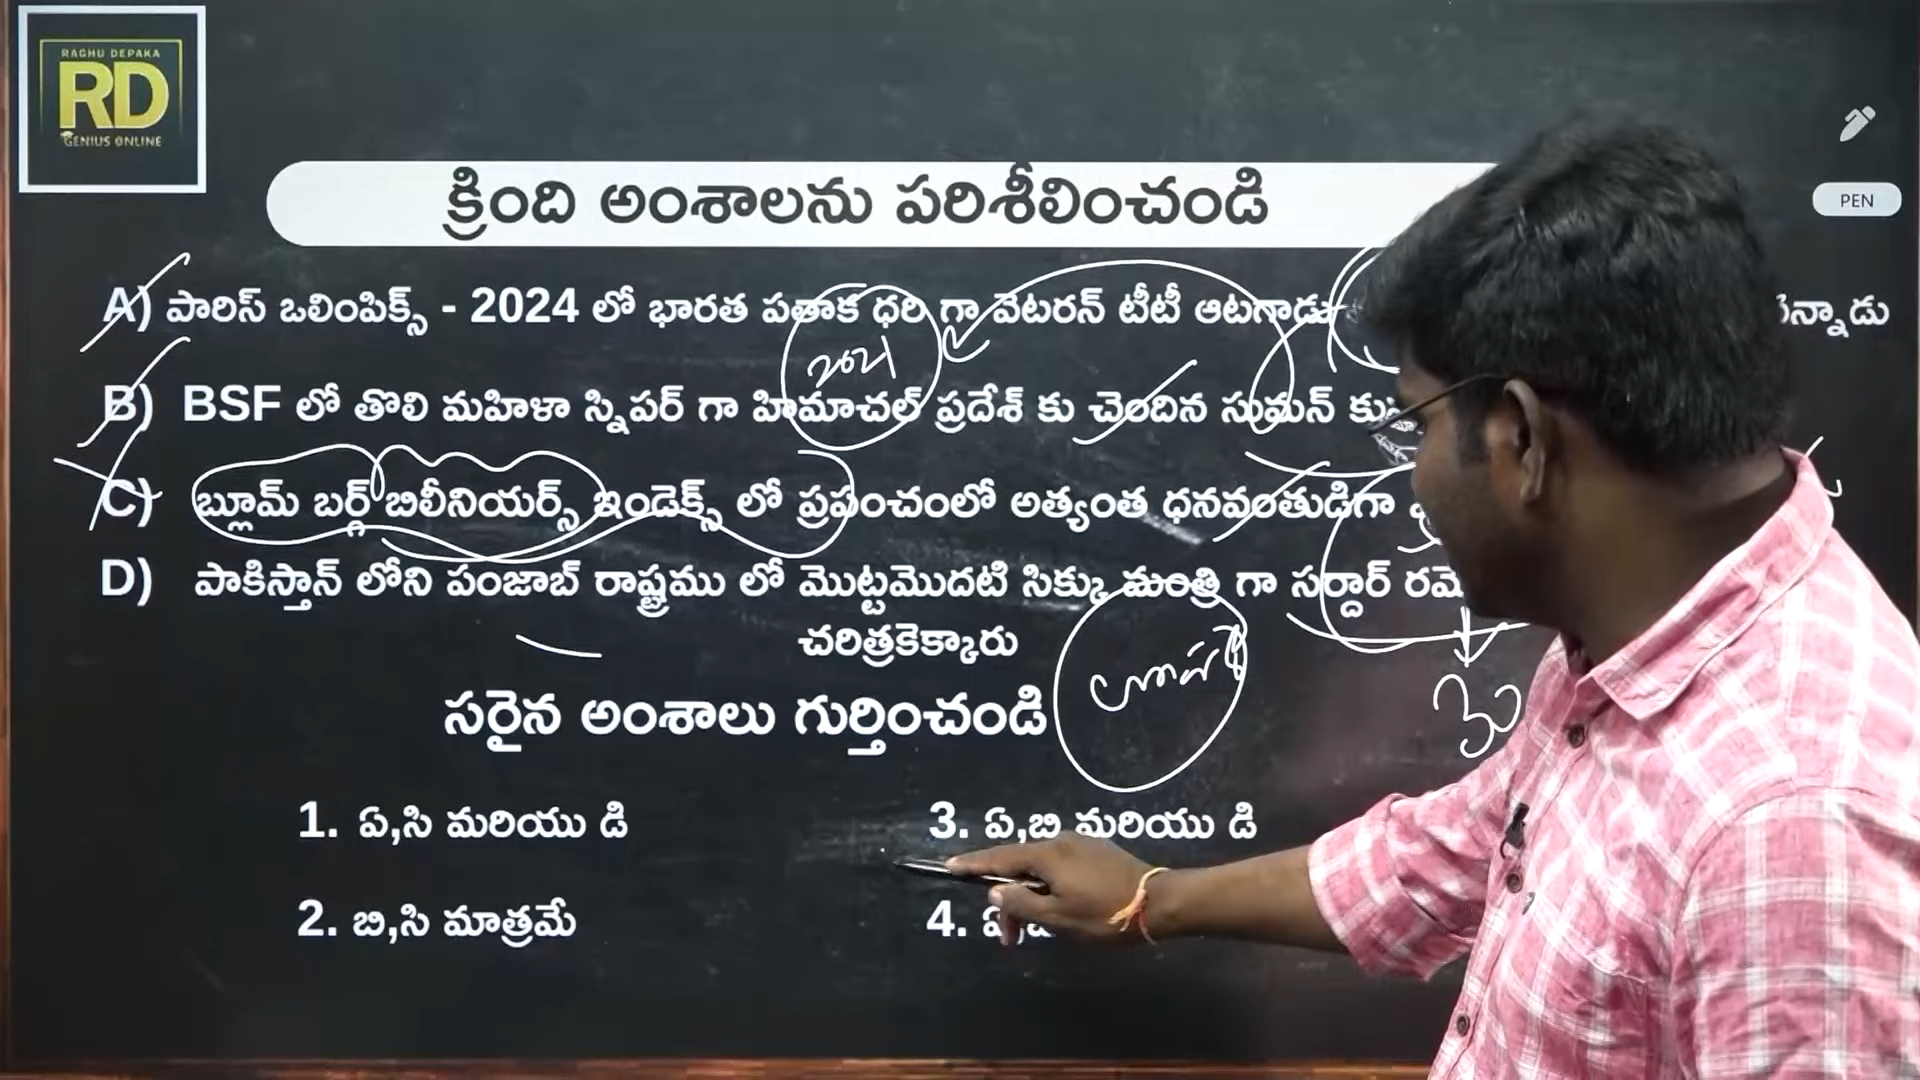 RAGHU DEPAKA
RD
GENIUS ONLINE
PEN
క్రింది అంశాలను పరిశీలించండి
A) పారిస్ ఒలింపిక్స్ - 2024 లో భారత పతాక ధరి గా వెటరన్ టీటీ ఆటగాడు
2021
B) BSF లో తొలి మహిళా స్నిపర్ గా హిమాచల్ ప్రదేశ్ కు చెందిన సుమన్
C) బ్లూమ్ బర్గ్ బిలీనియర్స్ ఇండెక్స్ లో ప్రపంచంలో అత్యంత ధనవంతుడిగా
D) పాకిస్తాన్ లోని పంజాబ్ రాష్ట్రము లో మొట్టమొదటి సిక్కు మంత్రి గా సర్దార్
చరిత్రకెక్కారు
సరైన అంశాలు గుర్తించండి
1. ఏ,సి మరియు డి
3. ఏ,బి మరియు డి
2. బి,సి మాత్రమే
4.